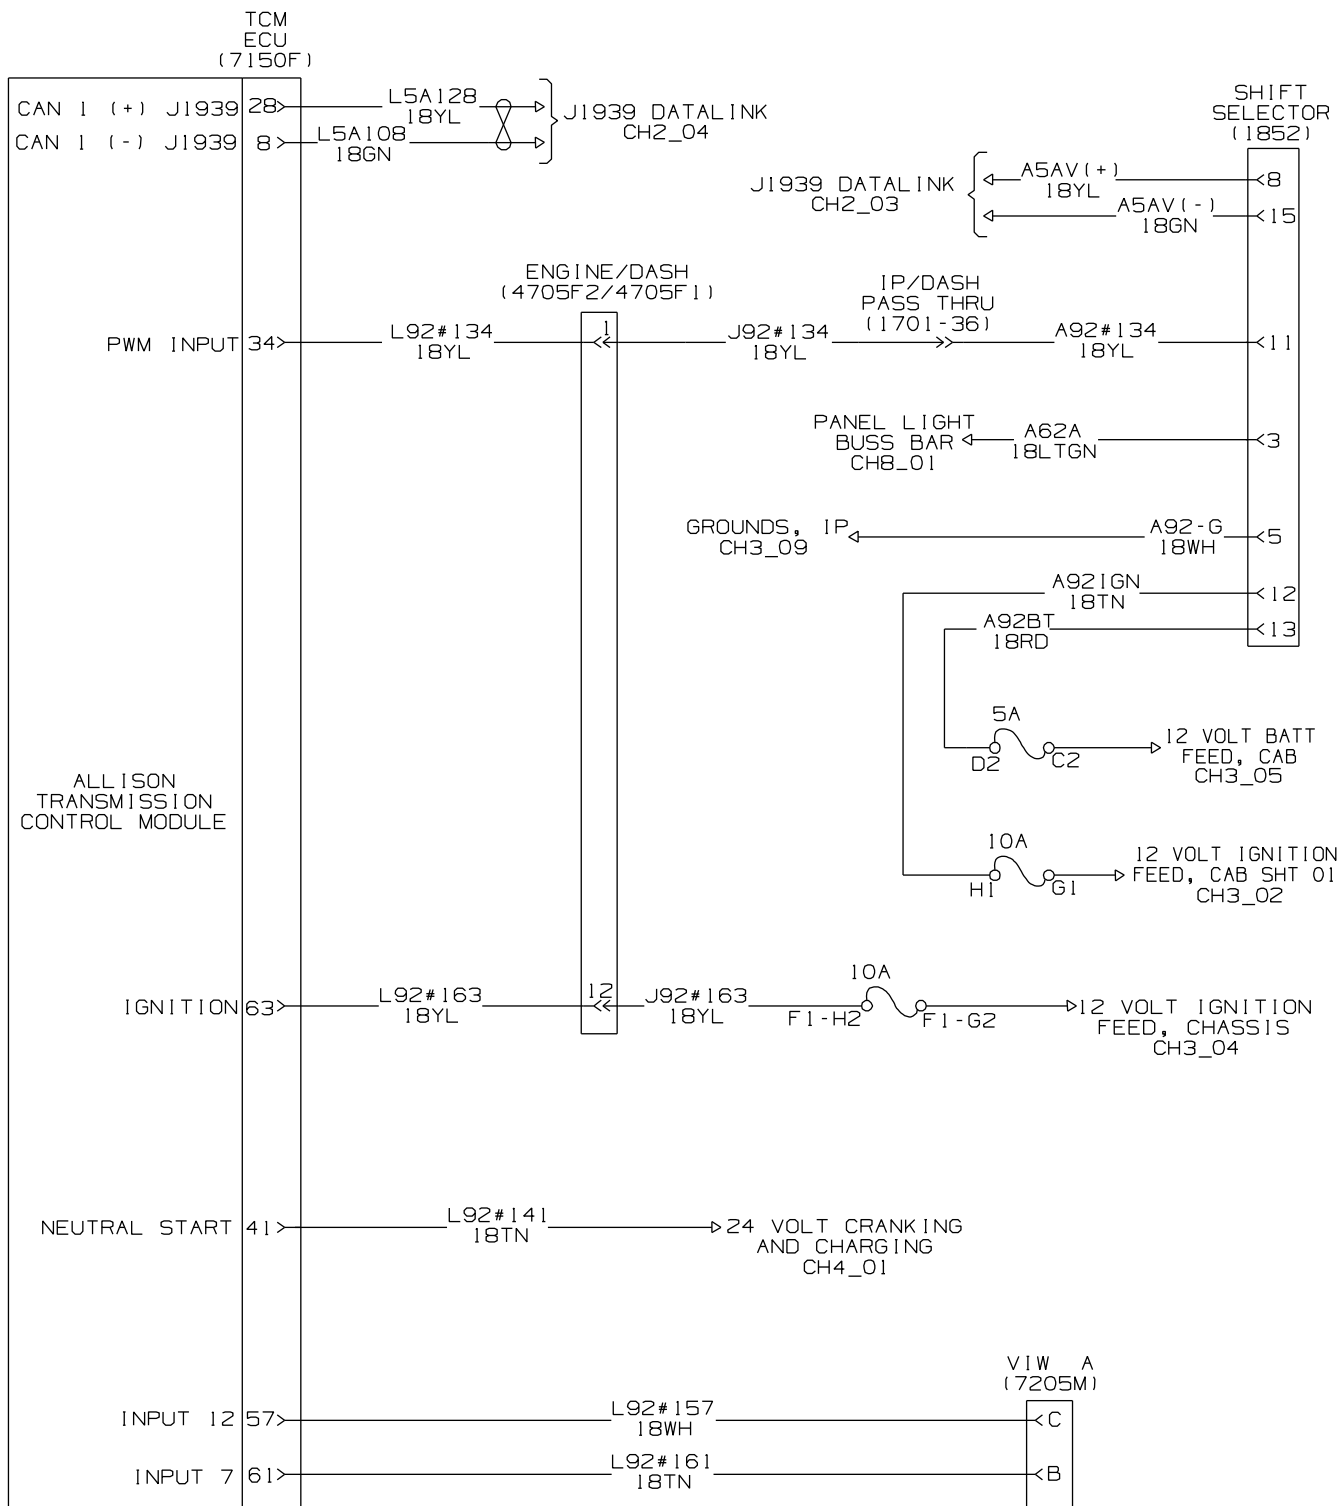 TCM
ECU
(7150F)
CAN 1 (+) J1939 28
L5A128
18YL
CAN 1 (-) J1939 8
L5A108
18GN
J1939 DATALINK
CH2_04
SHIFT
SELECTOR
(1852)
J1939 DATALINK
CH2_03
A5AV(+)
18YL
8
A5AV(-)
18GN
15
ENGINE/DASH
(4705F2/4705F1)
IP/DASH
PASS THRU
(1701-36)
PWM INPUT 34
L92#134
18YL
1
J92#134
18YL
A92#134
18YL
11
PANEL LIGHT
BUSS BAR
CH8_01
A62A
18LTGN
3
GROUNDS, IP
CH3_09
A92-G
18WH
5
A92IGN
18TN
12
A92BT
18RD
13
5A
D2
C2
12 VOLT BATT
FEED, CAB
CH3_05
ALLISON
TRANSMISSION
CONTROL MODULE
10A
H1
G1
12 VOLT IGNITION
FEED, CAB SHT 01
CH3_02
IGNITION 63
L92#163
18YL
12
J92#163
18YL
10A
F1-H2
F1-G2
12 VOLT IGNITION
FEED, CHASSIS
CH3_04
NEUTRAL START 41
L92#141
18TN
24 VOLT CRANKING
AND CHARGING
CH4_01
VIW A
(7205M)
INPUT 12 57
L92#157
18WH
C
INPUT 7 61
L92#161
18TN
B